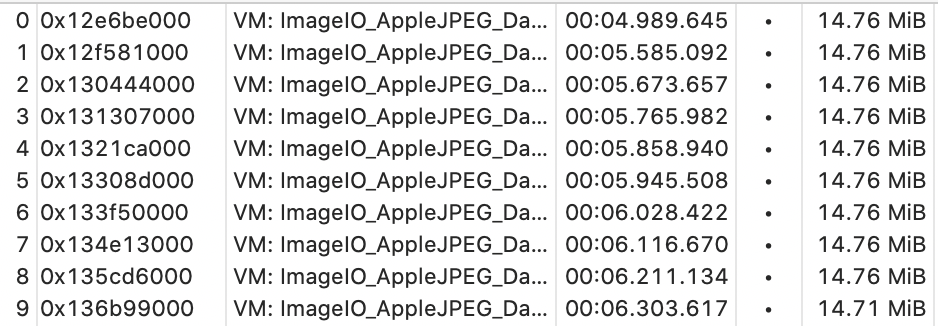 0 0x12e6be000 VM: ImageIO_AppleJPEG_Da... 00:04.989.645 • 14.76 MiB
1 0x12f581000 VM: ImageIO_AppleJPEG_Da... 00:05.585.092 • 14.76 MiB
2 0x130444000 VM: ImageIO_AppleJPEG_Da... 00:05.673.657 • 14.76 MiB
3 0x131307000 VM: ImageIO_AppleJPEG_Da... 00:05.765.982 • 14.76 MiB
4 0x1321ca000 VM: ImageIO_AppleJPEG_Da... 00:05.858.940 • 14.76 MiB
5 0x13308d000 VM: ImageIO_AppleJPEG_Da... 00:05.945.508 • 14.76 MiB
6 0x133f50000 VM: ImageIO_AppleJPEG_Da... 00:06.028.422 • 14.76 MiB
7 0x134e13000 VM: ImageIO_AppleJPEG_Da... 00:06.116.670 • 14.76 MiB
8 0x135cd6000 VM: ImageIO_AppleJPEG_Da... 00:06.211.134 • 14.76 MiB
9 0x136b99000 VM: ImageIO_AppleJPEG_Da... 00:06.303.617 • 14.71 MiB